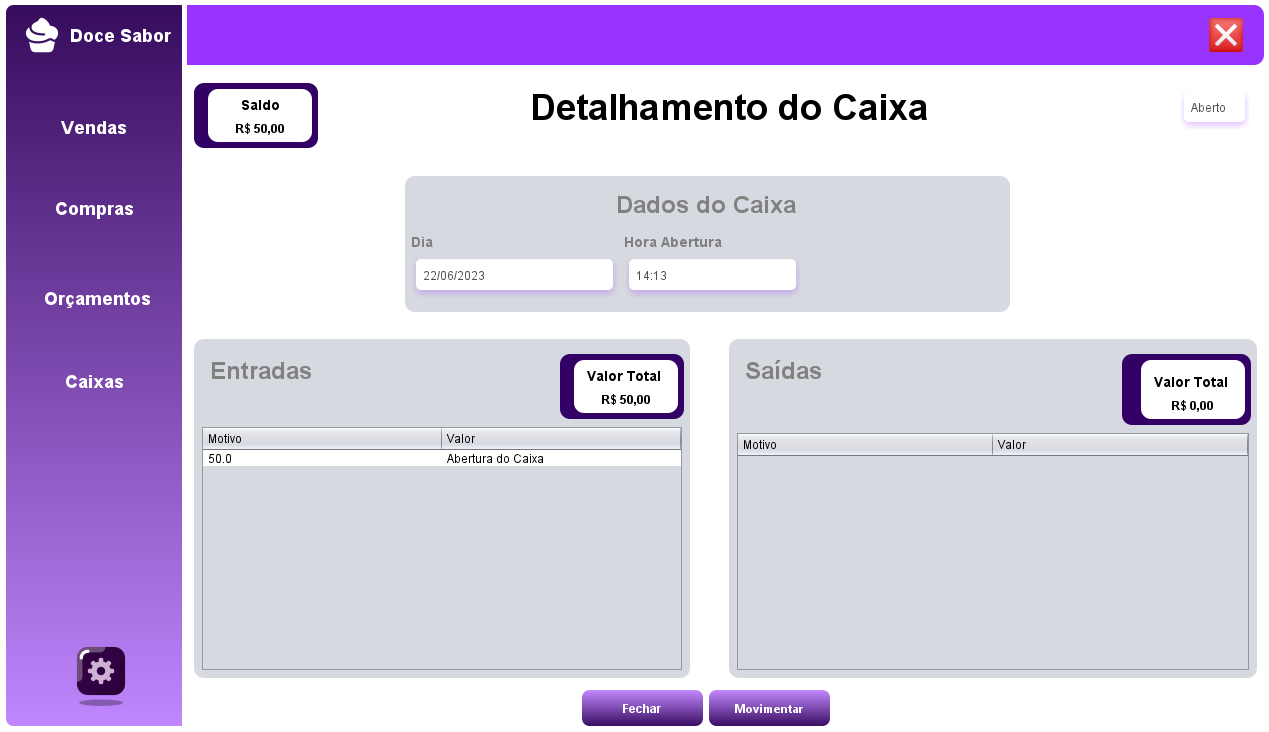 Doce Sabor
Vendas
Compras
Orçamentos
Caixas
Saldo
R$ 50,00
Detalhamento do Caixa
Aberto
Dados do Caixa
Dia
Hora Abertura
22/06/2023
14:13
Entradas
Valor Total
R$ 50,00
Motivo
Valor
50.0
Abertura do Caixa
Saídas
Valor Total
R$ 0,00
Motivo
Valor
Fechar
Movimentar